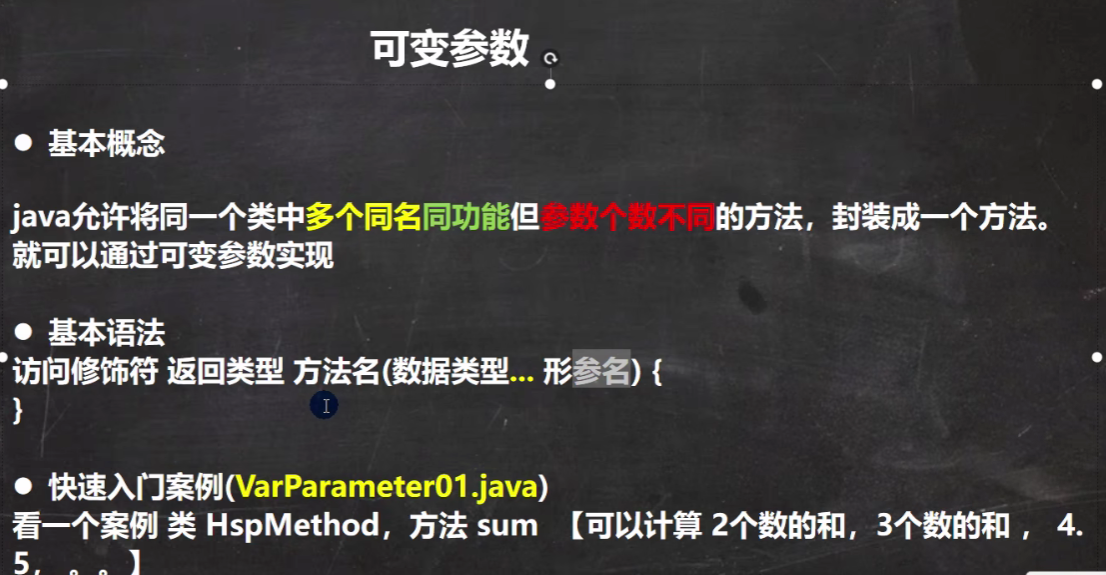 可变参数
● 基本概念
java允许将同一个类中多个同名同功能但参数个数不同的方法，封装成一个方法。
就可以通过可变参数实现
● 基本语法
访问修饰符 返回类型 方法名(数据类型... 形参名) {
}
● 快速入门案例(VarParameter01.java)
看一个案例 类 HspMethod，方法 sum 【可以计算 2个数的和，3个数的和 ， 4.
5， 。。】